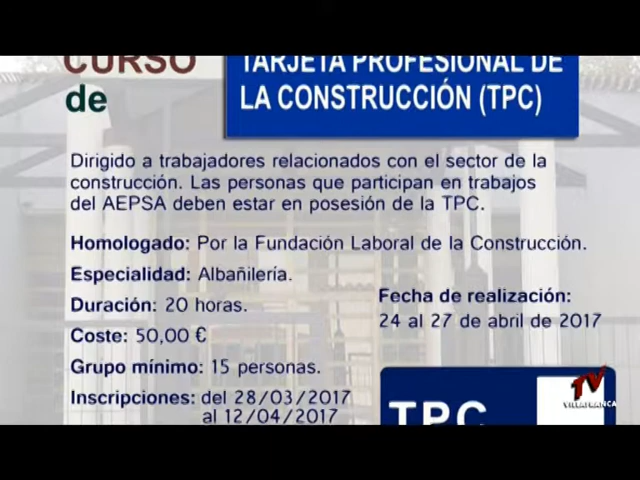 CURSO
de
TARJETA PROFESIONAL DE
LA CONSTRUCCIÓN (TPC)
Dirigido a trabajadores relacionados con el sector de la
construcción. Las personas que participan en trabajos
del AEPSA deben estar en posesión de la TPC.
Homologado: Por la Fundación Laboral de la Construcción.
Especialidad: Albañilería.
Duración: 20 horas.
Coste: 50,00 €
Grupo mínimo: 15 personas.
Inscripciones: del 28/03/2017
al 12/04/2017
Fecha de realización:
24 al 27 de abril de 2017
TPC
TV
VILLAFRANCA